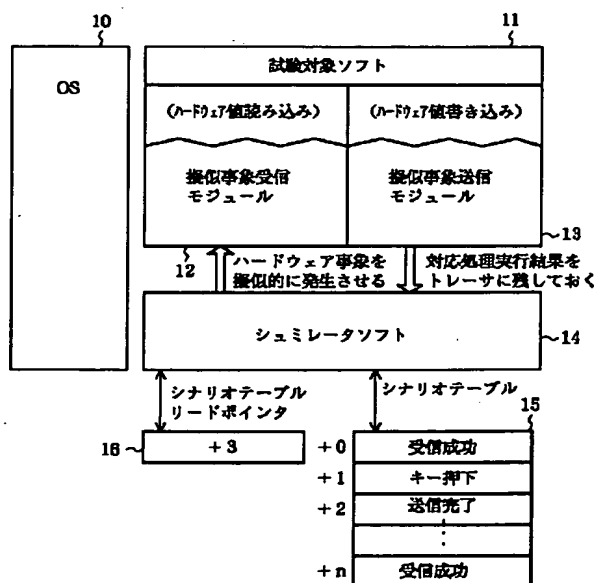 10
11
OS
試験対象ソフト
(ハードウェア値読み込み)
(ハードウェア値書き込み)
擬似事象受信
モジュール
擬似事象送信
モジュール
12
13
ハードウェア事象を
擬似的に発生させる
対応処理実行結果を
トレーサに残しておく
シュミレータソフト
14
シナリオテーブル
リードポインタ
シナリオテーブル
15
16
+3
+0 受信成功
+1 キー押下
+2 送信完了
⋮
+n 受信成功